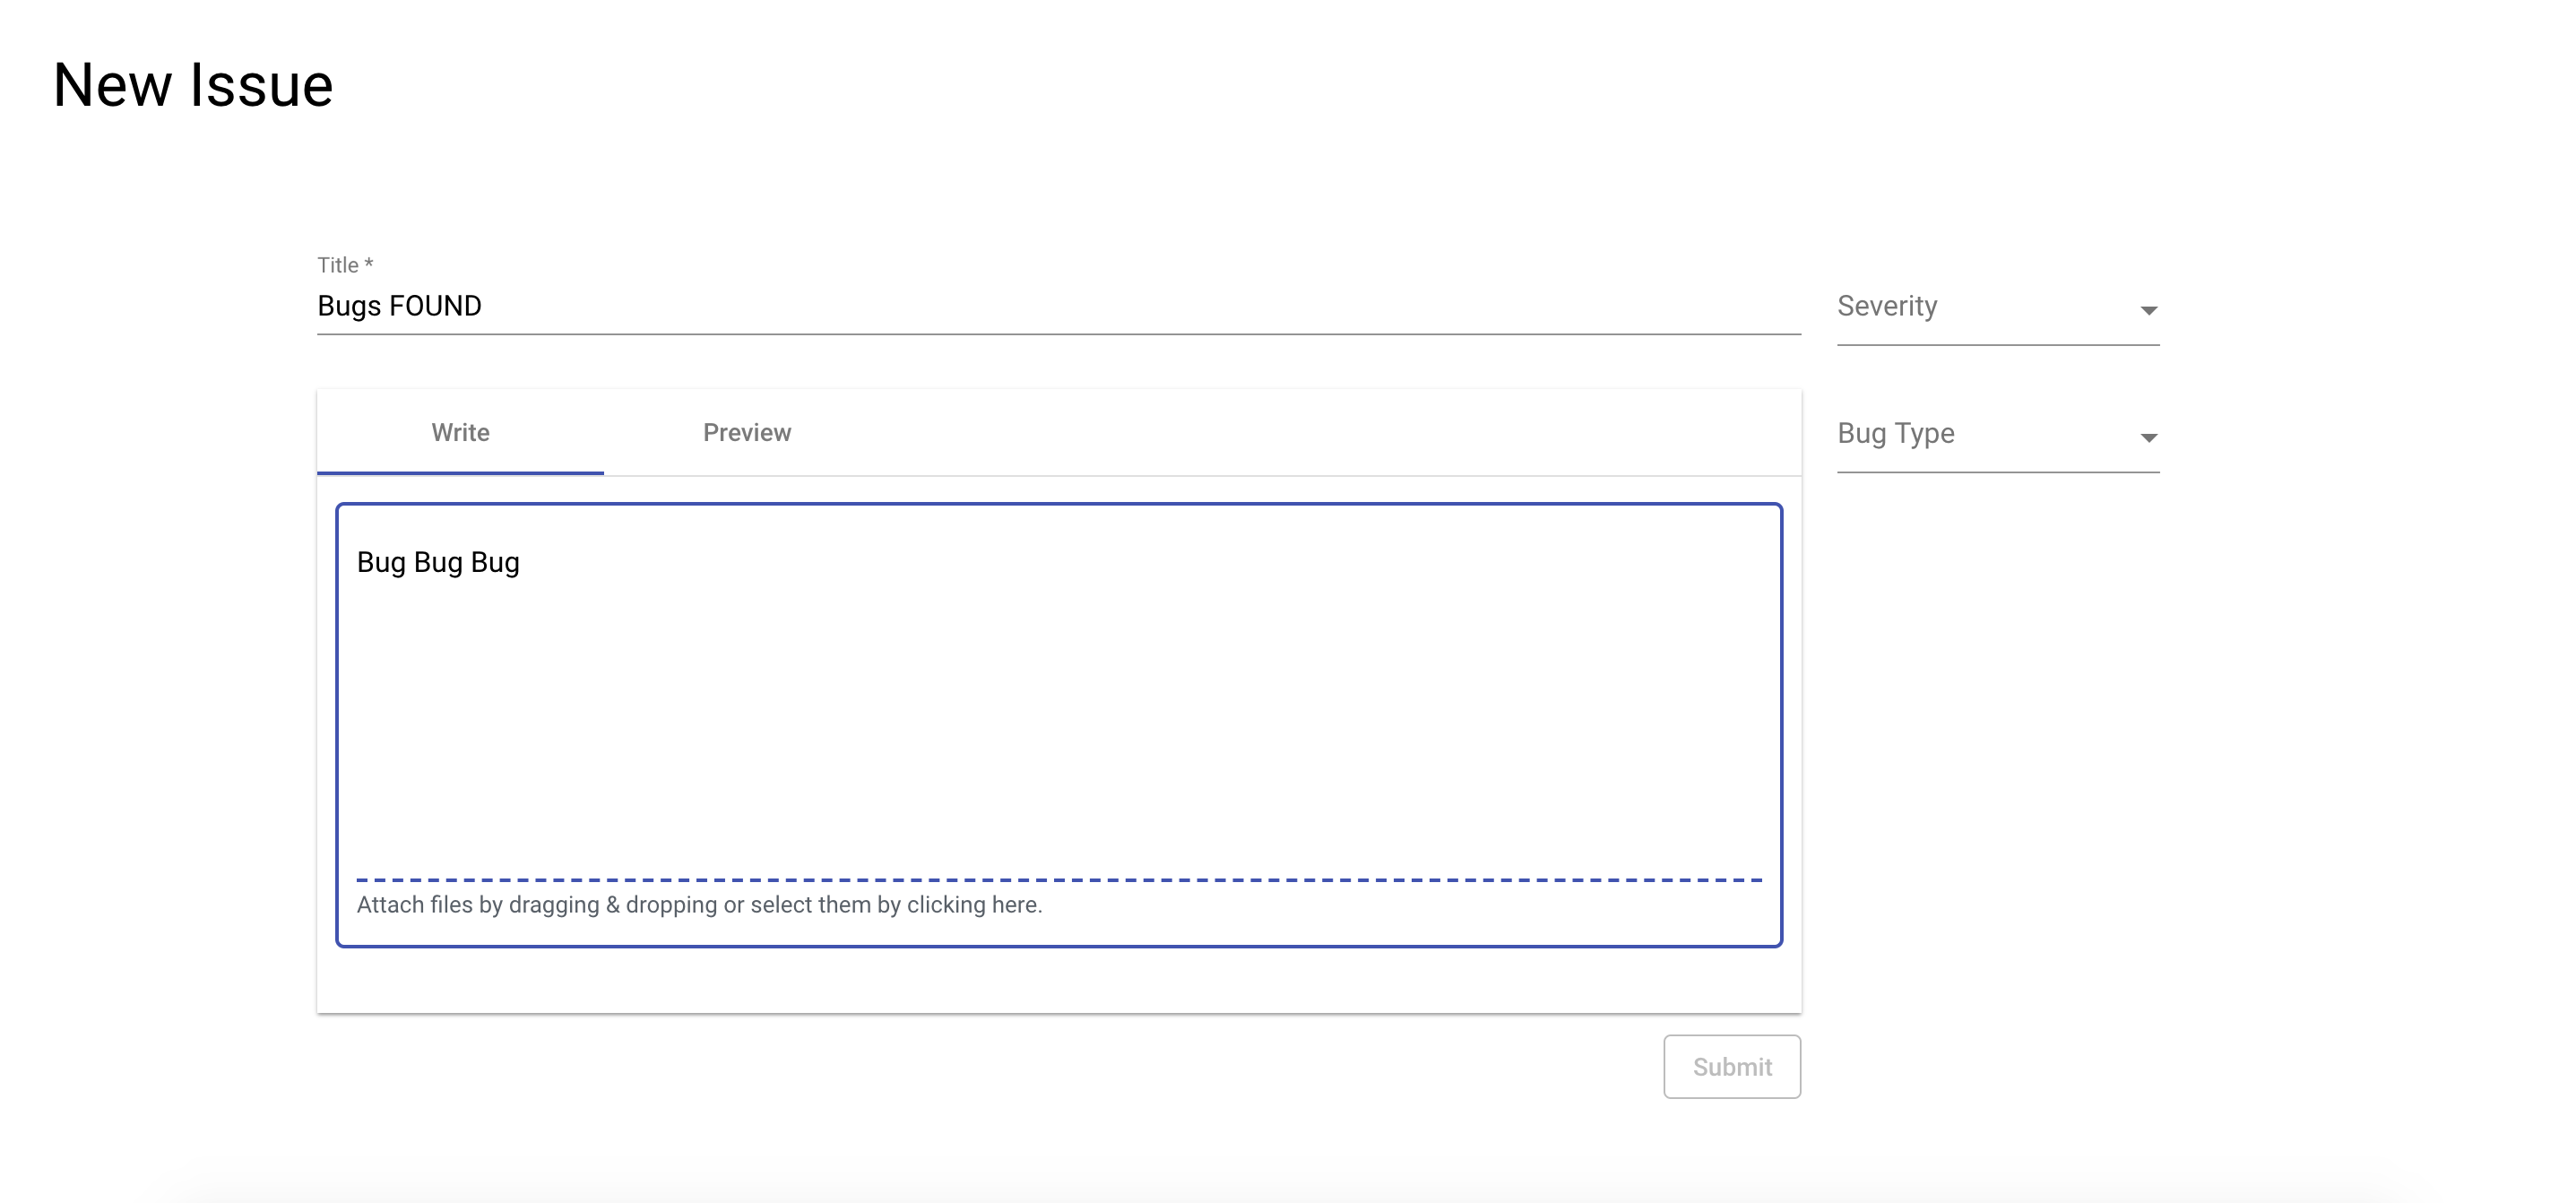 New Issue
Title *
Bugs FOUND
Severity
Write
Preview
Bug Type
Bug Bug Bug
Attach files by dragging & dropping or select them by clicking here.
Submit